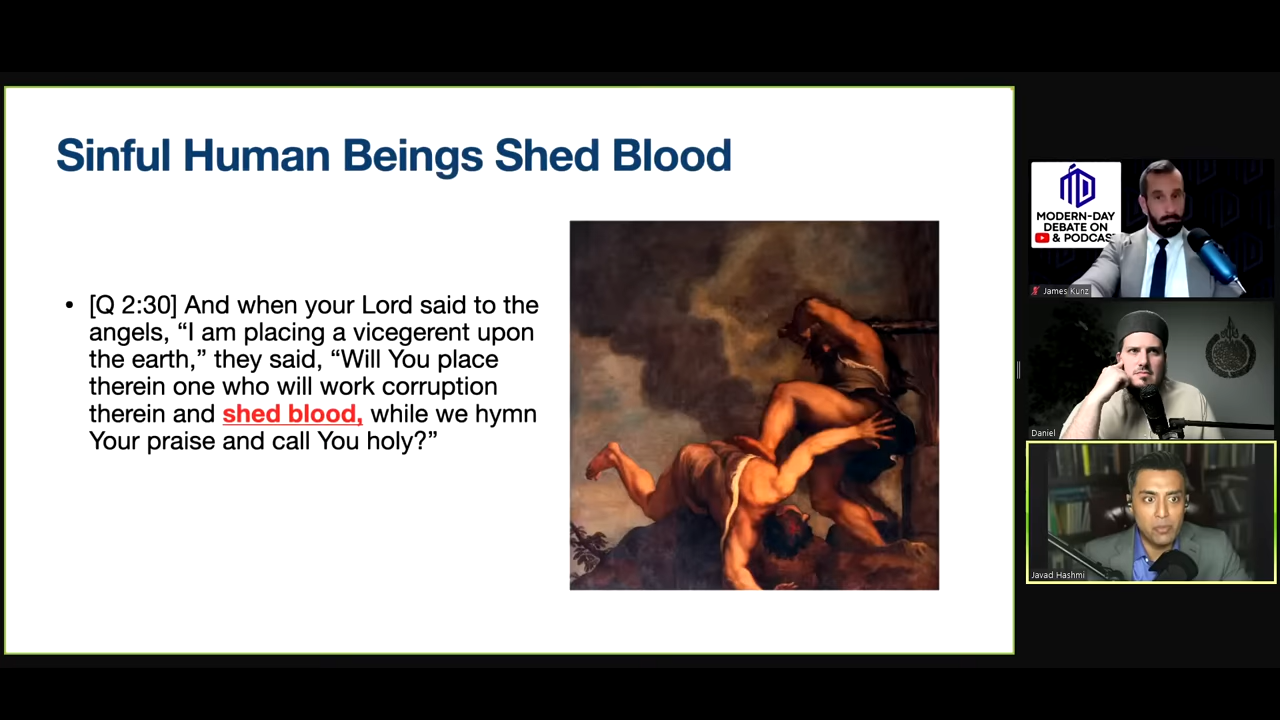 Sinful Human Beings Shed Blood
• [Q 2:30] And when your Lord said to the
angels, “I am placing a vicegerent upon
the earth,” they said, “Will You place
therein one who will work corruption
therein and shed blood, while we hymn
Your praise and call You holy?”
MODERN-DAY
DEBATE ON
& PODCAS
James Kunz
Daniel
Javad Hashmi